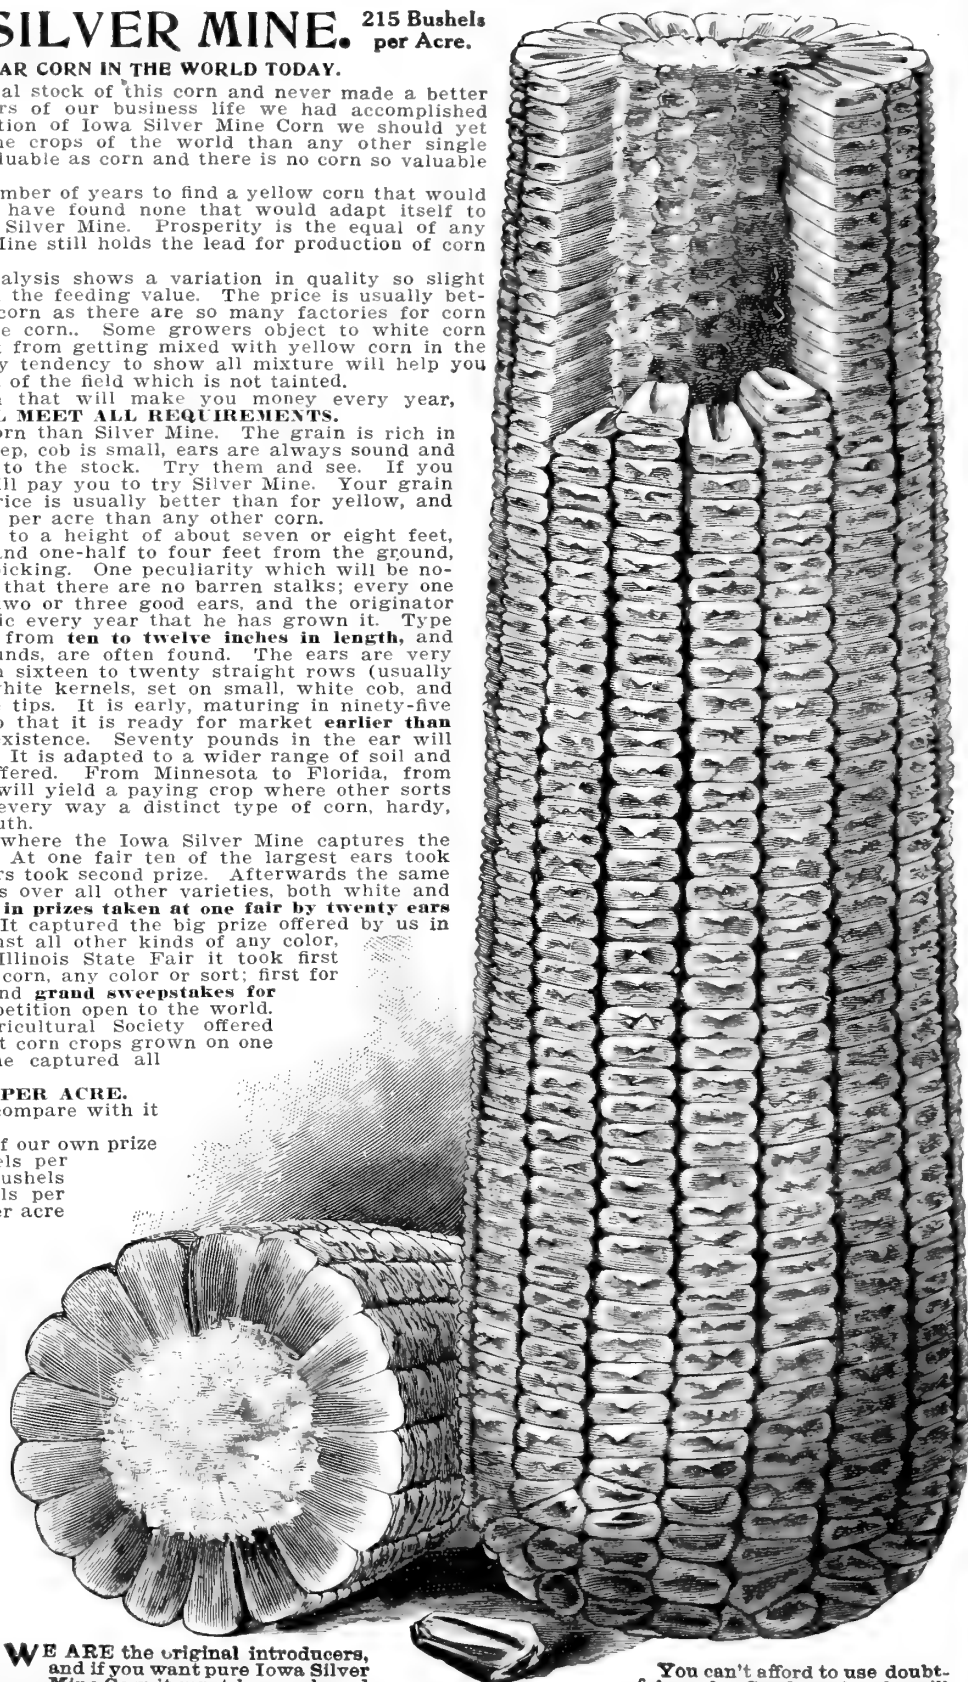 SILVER MINE. 215 Bushels
per Acre.
AR CORN IN THE WORLD TODAY.
al stock of this corn and never made a better
rs of our business life we had accomplished
tion of Iowa Silver Mine Corn we should yet
he crops of the world than any other single
luable as corn and there is no corn so valuable
mber of years to find a yellow corn that would
have found none that would adapt itself to
Silver Mine. Prosperity is the equal of any
Mine still holds the lead for production of corn
alysis shows a variation in quality so slight
the feeding value. The price is usually bet-
corn as there are so many factories for corn
e corn.. Some growers object to white corn
from getting mixed with yellow corn in the
y tendency to show all mixture will help you
of the field which is not tainted.
that will make you money every year,
L MEET ALL REQUIREMENTS.
orn than Silver Mine. The grain is rich in
ep, cob is small, ears are always sound and
to the stock. Try them and see. If you
ll pay you to try Silver Mine. Your grain
rice is usually better than for yellow, and
per acre than any other corn.
to a height of about seven or eight feet,
nd one-half to four feet from the ground,
picking. One peculiarity which will be no-
that there are no barren stalks; every one
two or three good ears, and the originator
ic every year that he has grown it. Type
from ten to twelve inches in length, and
unds, are often found. The ears are very
n sixteen to twenty straight rows (usually
hite kernels, set on small, white cob, and
tips. It is early, maturing in ninety-five
o that it is ready for market earlier than
existence. Seventy pounds in the ear will
It is adapted to a wider range of soil and
ffered. From Minnesota to Florida, from
will yield a paying crop where other sorts
every way a distinct type of corn, hardy,
uth.
where the Iowa Silver Mine captures the
At one fair ten of the largest ears took
rs took second prize. Afterwards the same
s over all other varieties, both white and
in prizes taken at one fair by twenty ears
It captured the big prize offered by us in
nst all other kinds of any color,
Illinois State Fair it took first
corn, any color or sort; first for
nd grand sweepstakes for
petition open to the world.
ricultural Society offered
t corn crops grown on one
ne captured all
PER ACRE.
compare with it
f our own prize
els per
ushels
ls per
er acre
WE ARE the original introducers,
and if you want pure Iowa Silver
You can't afford to use doubt-